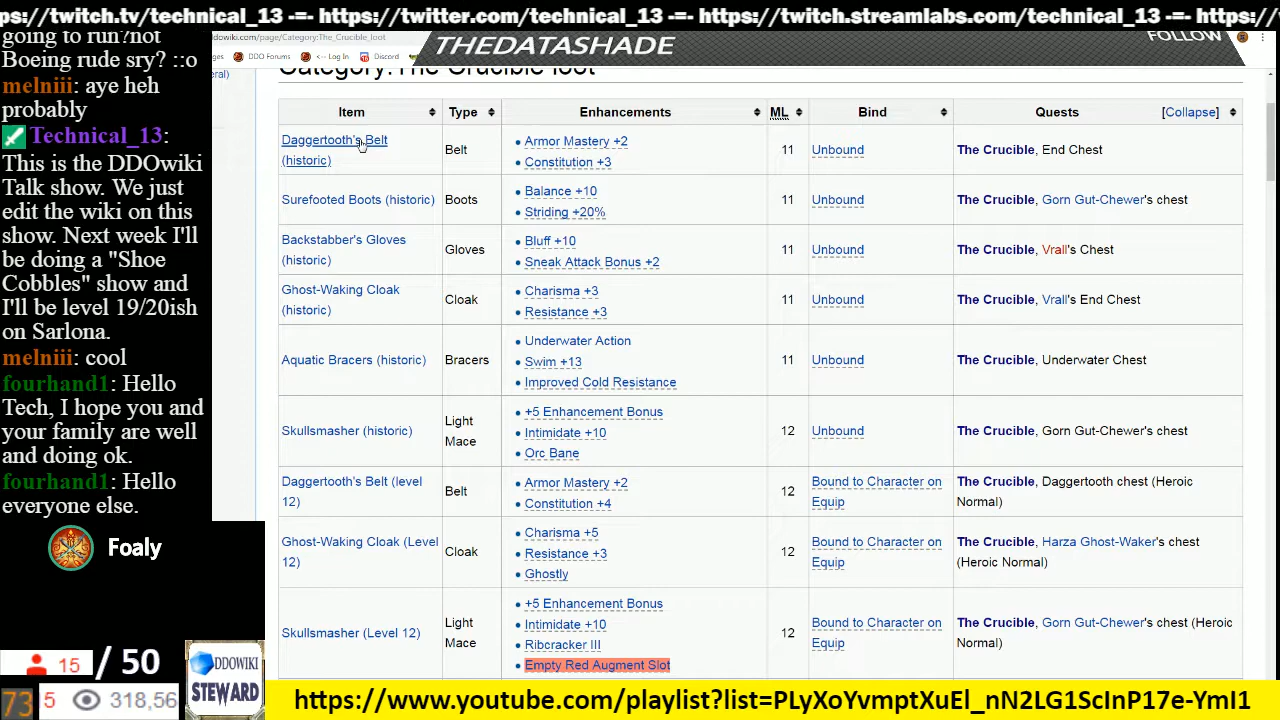 ps://twitch.tv/technical_13 -=- https://twitter.com/technical_13 -=- https://twitch.streamlabs.com/technical_13 -=- https://
going to run?not
Boeing rude sry? ::o
melniii: aye heh
probably
Technical_13:
This is the DDOwiki
Talk show. We just
edit the wiki on this
show. Next week I'll
be doing a "Shoe
Cobbles" show and
I'll be level 19/20ish
on Sarlona.
melniii: cool
fourhand1: Hello
Tech, I hope you and
your family are well
and doing ok.
fourhand1: Hello
everyone else.
Foaly
15 / 50
73 5 318,56
DDOWIKI
STEWARD
dowiki.com/page/Category:The_Crucible_loot
THEDATASHADE
FOLLOW
ges DDO Forums <-- Log In Discord
ral)
Category:The Crucible loot
Item Type Enhancements ML Bind Quests [Collapse]
Daggertooth's Belt (historic) Belt Armor Mastery +2 Constitution +3 11 Unbound The Crucible, End Chest
Surefooted Boots (historic) Boots Balance +10 Striding +20% 11 Unbound The Crucible, Gorn Gut-Chewer's chest
Backstabber's Gloves (historic) Gloves Bluff +10 Sneak Attack Bonus +2 11 Unbound The Crucible, Vrall's Chest
Ghost-Waking Cloak (historic) Cloak Charisma +3 Resistance +3 11 Unbound The Crucible, Vrall's End Chest
Aquatic Bracers (historic) Bracers Underwater Action Swim +13 Improved Cold Resistance 11 Unbound The Crucible, Underwater Chest
Skullsmasher (historic) Light Mace +5 Enhancement Bonus Intimidate +10 Orc Bane 12 Unbound The Crucible, Gorn Gut-Chewer's chest
Daggertooth's Belt (level 12) Belt Armor Mastery +2 Constitution +4 12 Bound to Character on Equip The Crucible, Daggertooth chest (Heroic Normal)
Ghost-Waking Cloak (Level 12) Cloak Charisma +5 Resistance +3 Ghostly 12 Bound to Character on Equip The Crucible, Harza Ghost-Waker's chest (Heroic Normal)
Skullsmasher (Level 12) Light Mace +5 Enhancement Bonus Intimidate +10 Ribcracker III Empty Red Augment Slot 12 Bound to Character on Equip The Crucible, Gorn Gut-Chewer's chest (Heroic Normal)
https://www.youtube.com/playlist?list=PLyXoYvmptXuEl_nN2LG1ScInP17e-YmI1